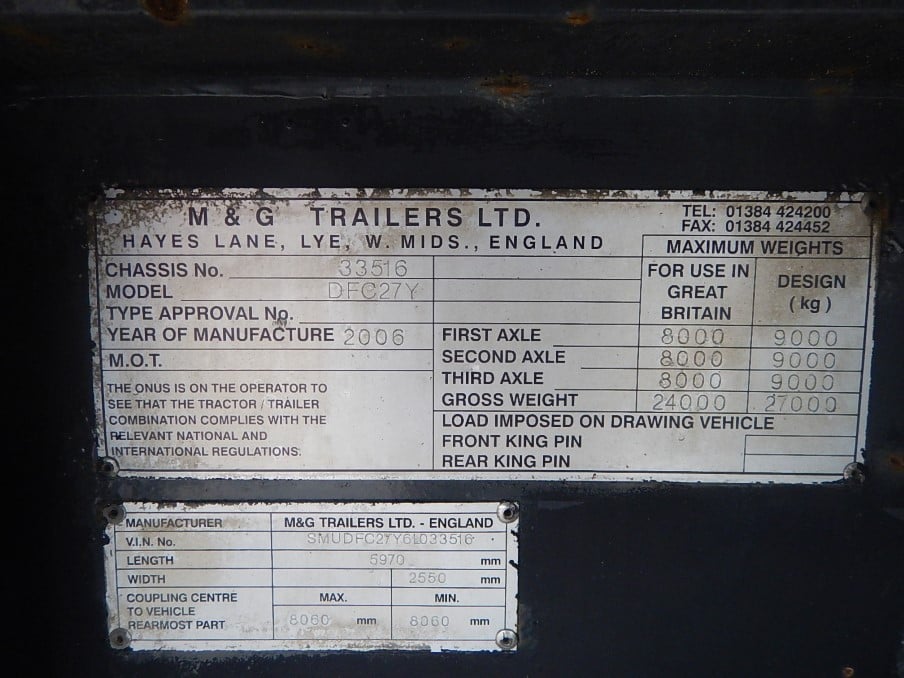 M & G TRAILERS LTD.
HAYES LANE, LYE, W. MIDS., ENGLAND
TEL: 01384 424200
FAX: 01384 424452
MAXIMUM WEIGHTS
FOR USE IN GREAT BRITAIN
DESIGN (kg)
CHASSIS No. 33516
MODEL DFC27Y
TYPE APPROVAL No.
YEAR OF MANUFACTURE 2006
M.O.T.
THE ONUS IS ON THE OPERATOR TO
SEE THAT THE TRACTOR / TRAILER
COMBINATION COMPLIES WITH THE
RELEVANT NATIONAL AND
INTERNATIONAL REGULATIONS.
FIRST AXLE 8000 9000
SECOND AXLE 8000 9000
THIRD AXLE 8000 9000
GROSS WEIGHT 24000 27000
LOAD IMPOSED ON DRAWING VEHICLE
FRONT KING PIN
REAR KING PIN
MANUFACTURER M&G TRAILERS LTD. - ENGLAND
V.I.N. No. SMUDFC27Y6L033516
LENGTH 5970 mm
WIDTH 2550 mm
COUPLING CENTRE MAX. MIN.
TO VEHICLE
REARMOST PART 8060 mm 8060 mm